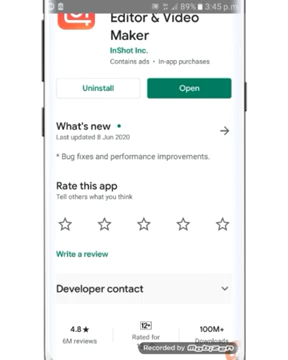 89% 3:45 p.m.
Editor & Video
Maker
InShot Inc.
Contains ads • In-app purchases
Uninstall
Open
What's new •
Last updated 8 Jun 2020
* Bug fixes and performance improvements.
Rate this app
Tell others what you think
Write a review
Developer contact
4.8 ★
6M reviews
12+
Rated for
100M+
Downloads
Recorded by